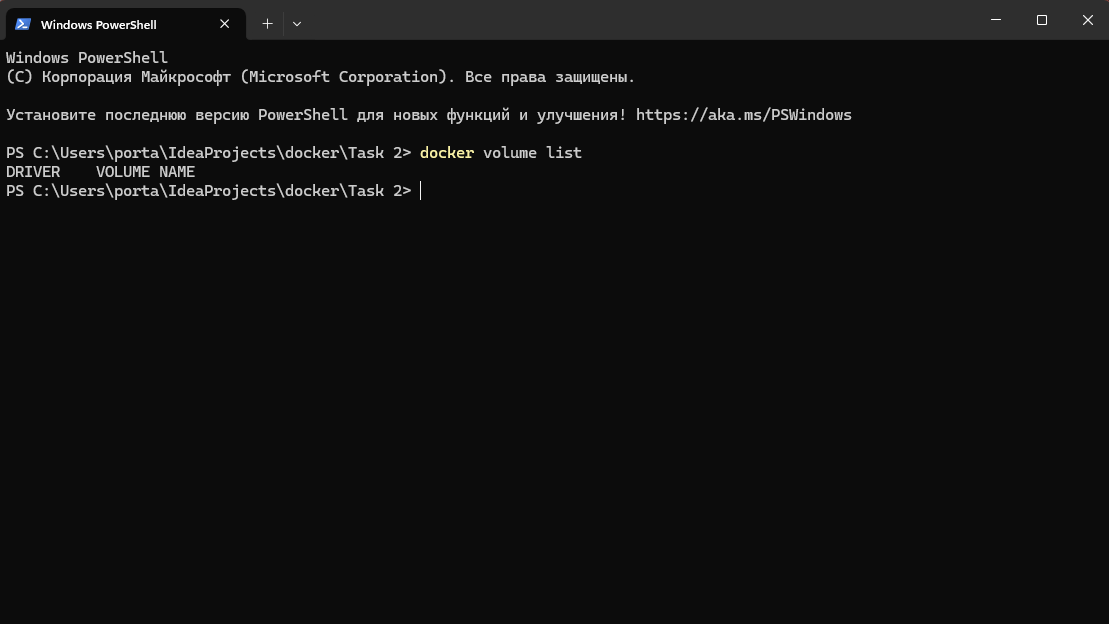 Windows PowerShell
Windows PowerShell
(C) Корпорация Майкрософт (Microsoft Corporation). Все права защищены.
Установите последнюю версию PowerShell для новых функций и улучшения! https://aka.ms/PSWindows
PS C:\Users\porta\IdeaProjects\docker\Task 2> docker volume list
DRIVER    VOLUME NAME
PS C:\Users\porta\IdeaProjects\docker\Task 2>